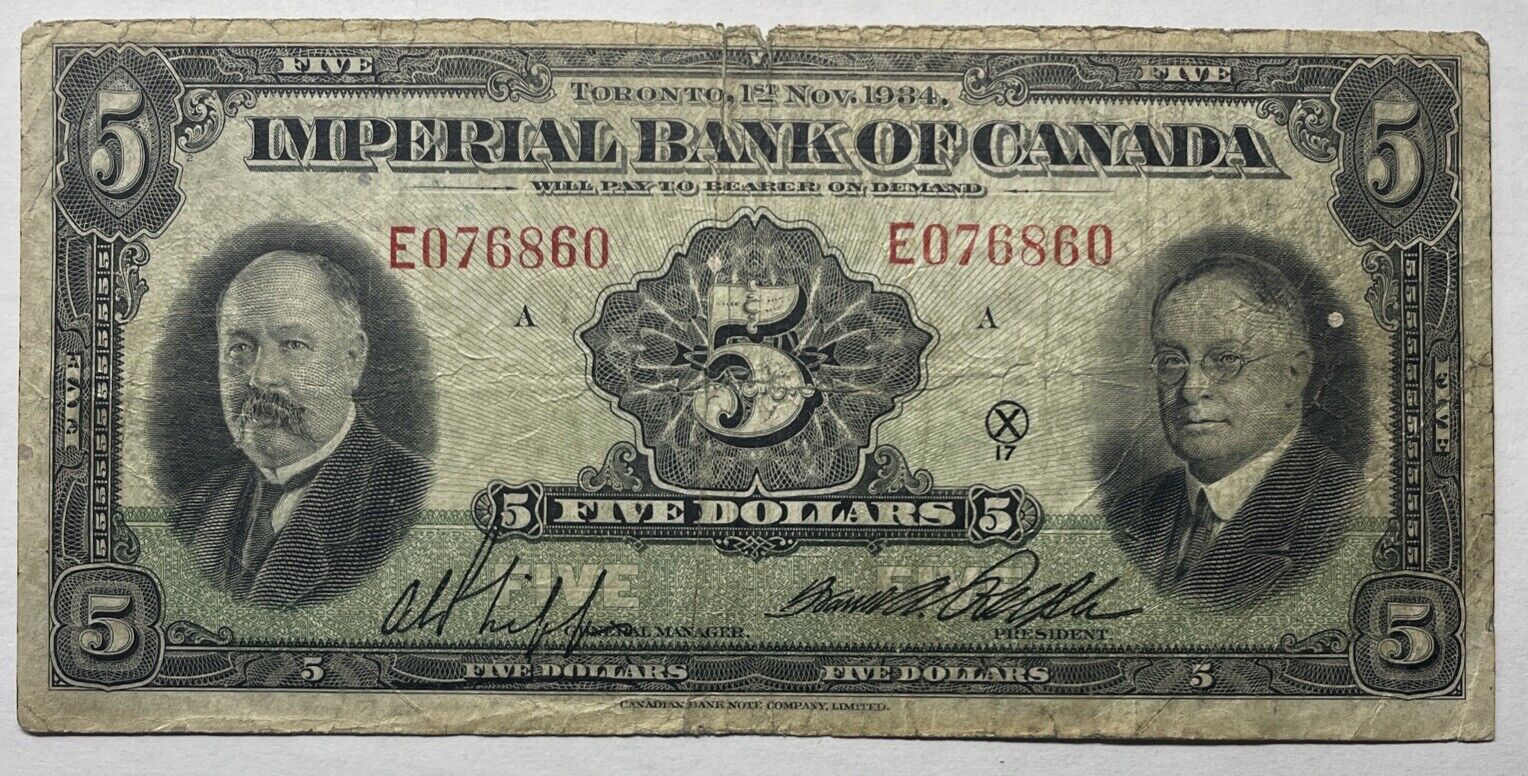 FIVE FIVE
V
5 TORONTO, 1ST NOV. 1934. 5
IMPERIAL BANK OF CANADA
WILL PAY TO BEARER ON DEMAND
E076860 E076860
5
A A
FIVE FIVE
X
17
5 FIVE DOLLARS 5
FIVE FIVE
GENERAL MANAGER. PRESIDENT.
5 5
5 FIVE DOLLARS FIVE DOLLARS 5
CANADIAN BANK NOTE COMPANY, LIMITED.